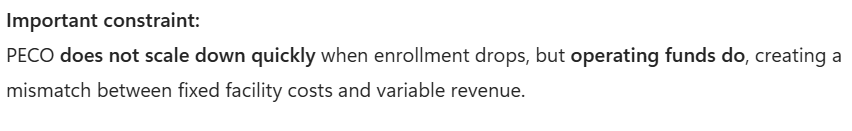 Important constraint:
PECO does not scale down quickly when enrollment drops, but operating funds do, creating a
mismatch between fixed facility costs and variable revenue.